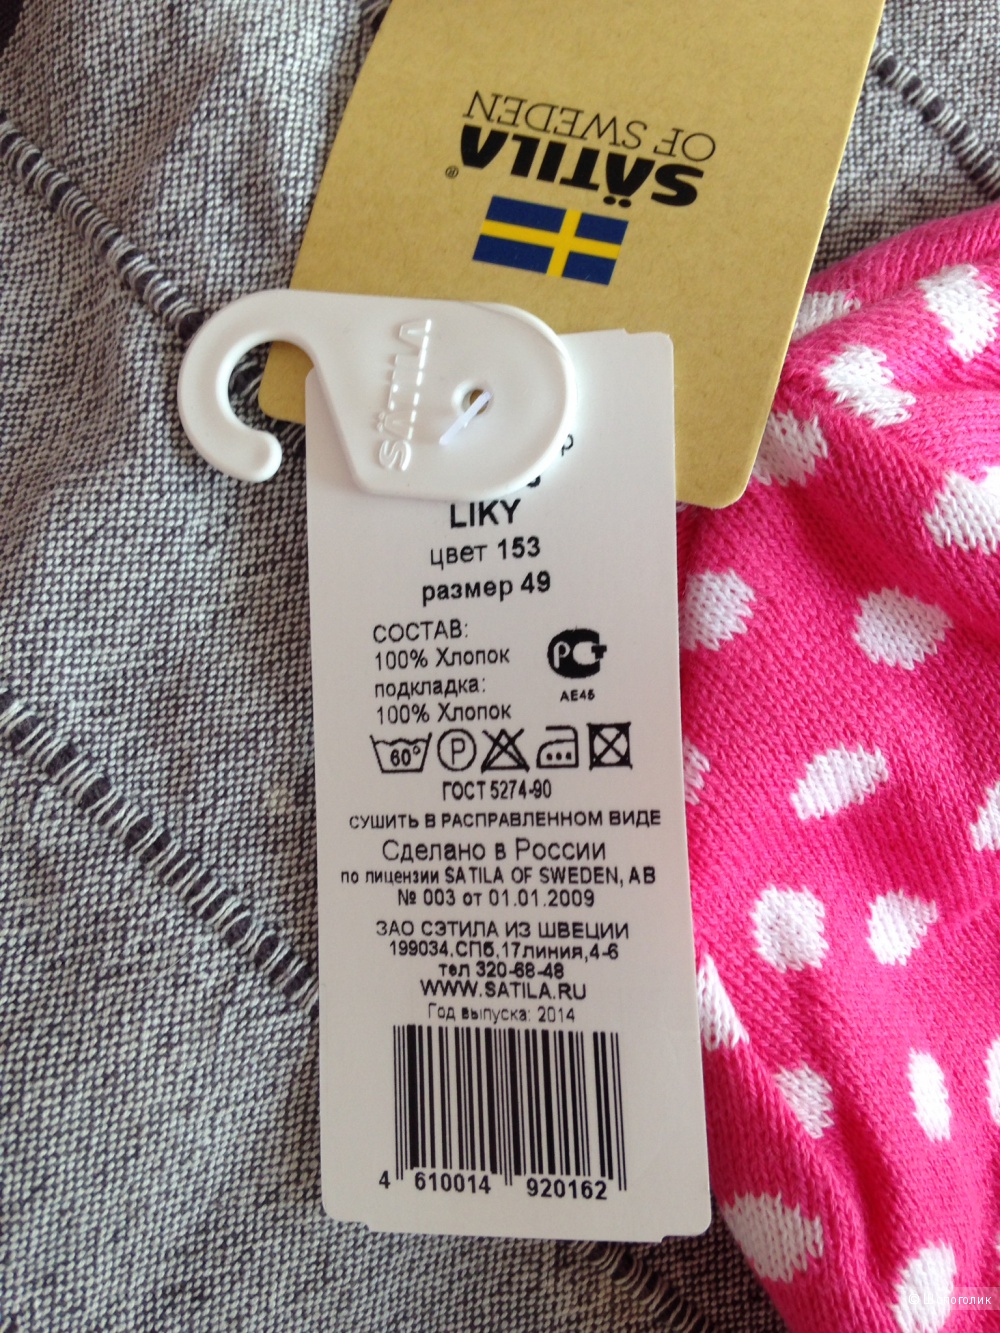 SÄTILA®
OF SWEDEN
SÄTILA
LIKY
цвет 153
размер 49
СОСТАВ:
100% Хлопок
подкладка:
100% Хлопок
РСТ
АЕ45
60° P
ГОСТ 5274-90
СУШИТЬ В РАСПРАВЛЕННОМ ВИДЕ
Сделано в России
по лицензии SATILA OF SWEDEN, AB
№ 003 от 01.01.2009
ЗАО СЭТИЛА ИЗ ШВЕЦИИ
199034.СПб.17линия,4-6
тел 320-68-48
WWW.SATILA.RU
Год выпуска: 2014
4 610014 920162